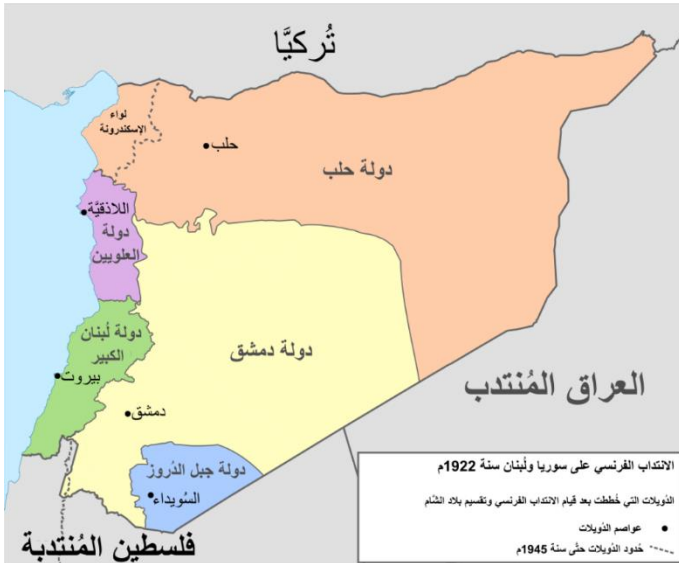 تُركيَّا
لواء
الإسكندرونة
حلب
دولة حلب
اللاذقيَّة
دولة
العلويين
دولة لُبنان
الكبير
بيروت
دولة دمشق
دمشق
العراق المُنتدب
دولة جبل الدُروز
السُويداء
فلسطين المُنتدبة
الانتداب الفرنسي على سوريا ولُبنان سنة 1922م
الدُويلات التي خُططت بعد قيام الانتداب الفرنسي وتقسيم بلاد الشَّام
عواصم الدُويلات
حُدود الدُويلات حتَّى سنة 1945م